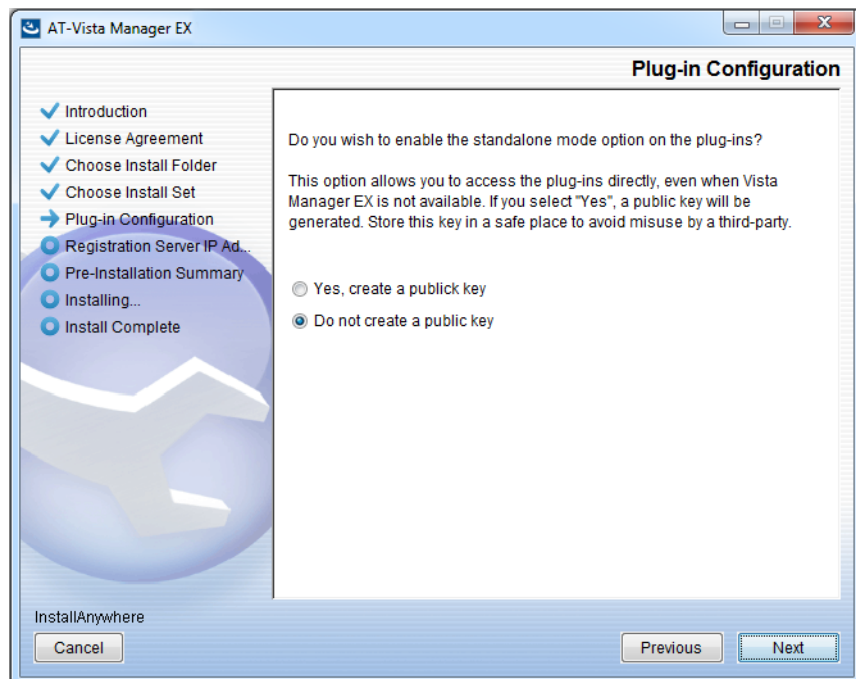 AT-Vista Manager EX
Plug-in Configuration
Introduction
License Agreement
Choose Install Folder
Choose Install Set
Plug-in Configuration
Registration Server IP Ad...
Pre-Installation Summary
Installing...
Install Complete
Do you wish to enable the standalone mode option on the plug-ins?
This option allows you to access the plug-ins directly, even when Vista
Manager EX is not available. If you select "Yes", a public key will be
generated. Store this key in a safe place to avoid misuse by a third-party.
Yes, create a publick key
Do not create a public key
InstallAnywhere
Cancel
Previous
Next